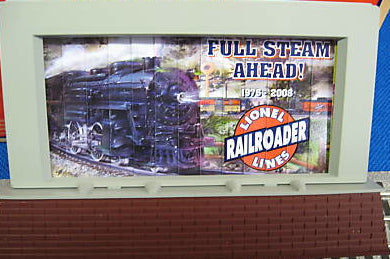 FULL STEAM
AHEAD!
1976-2008
LIONEL
RAILROADER
LINES